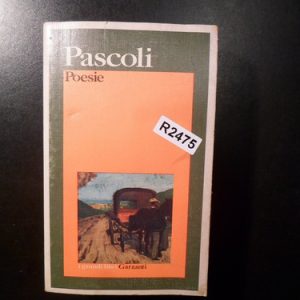 Pascoli
Poesie
R2475
i grandi libri Garzanti